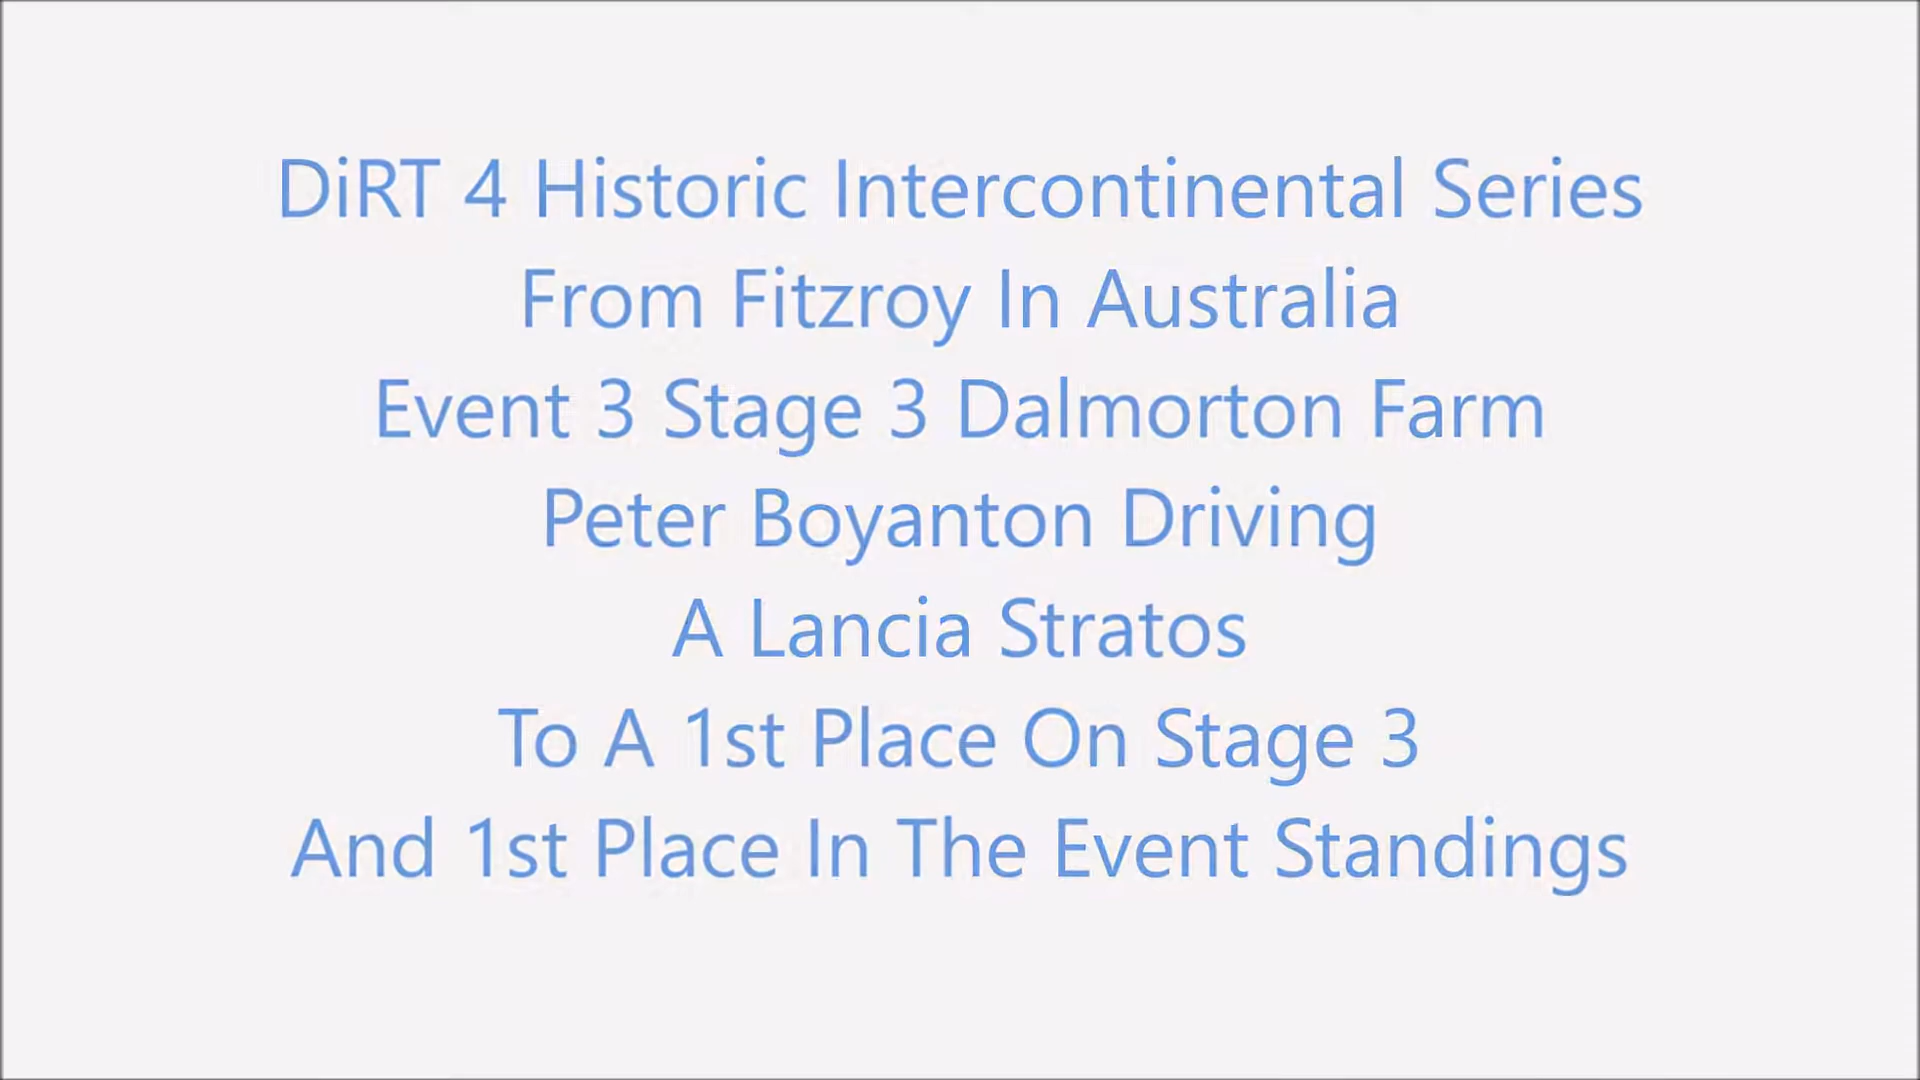 DiRT 4 Historic Intercontinental Series
From Fitzroy In Australia
Event 3 Stage 3 Dalmorton Farm
Peter Boyanton Driving
A Lancia Stratos
To A 1st Place On Stage 3
And 1st Place In The Event Standings